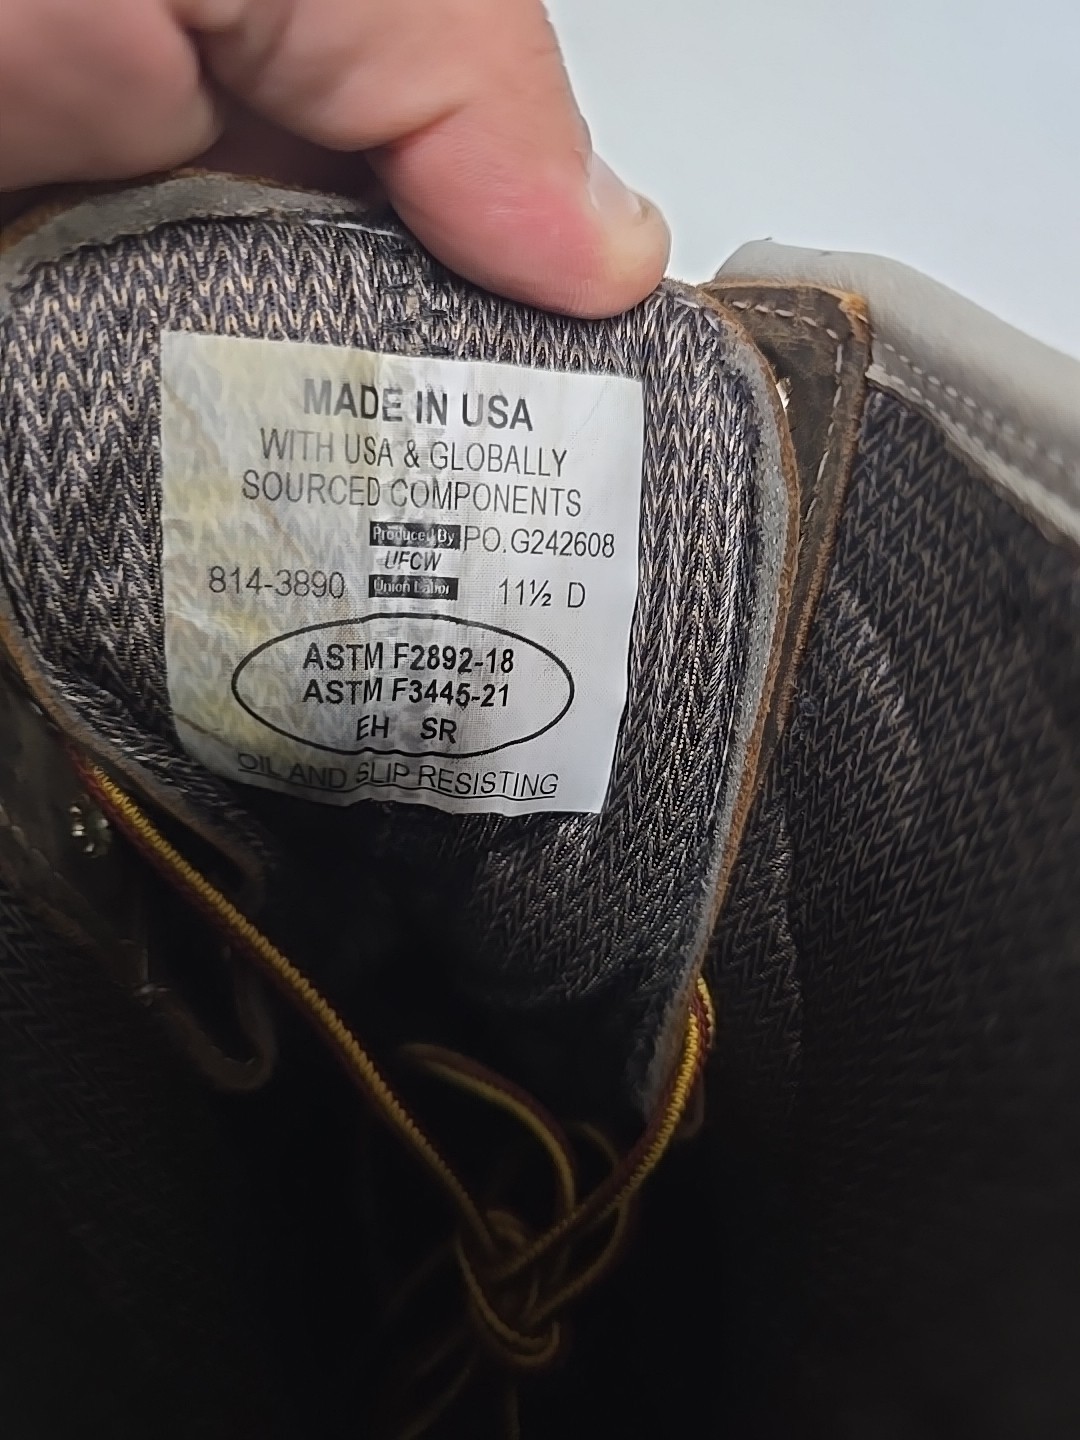 MADE IN USA
WITH USA & GLOBALLY
SOURCED COMPONENTS
Produced By PO.G242608
UFCW
814-3890 Union Labor 11½ D
ASTM F2892-18
ASTM F3445-21
EH SR
OIL AND SLIP RESISTING